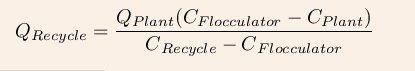 Q_{Recycle} = \frac{Q_{Plant}(C_{Flocculator} - C_{Plant})}{C_{Recycle} - C_{Flocculator}}